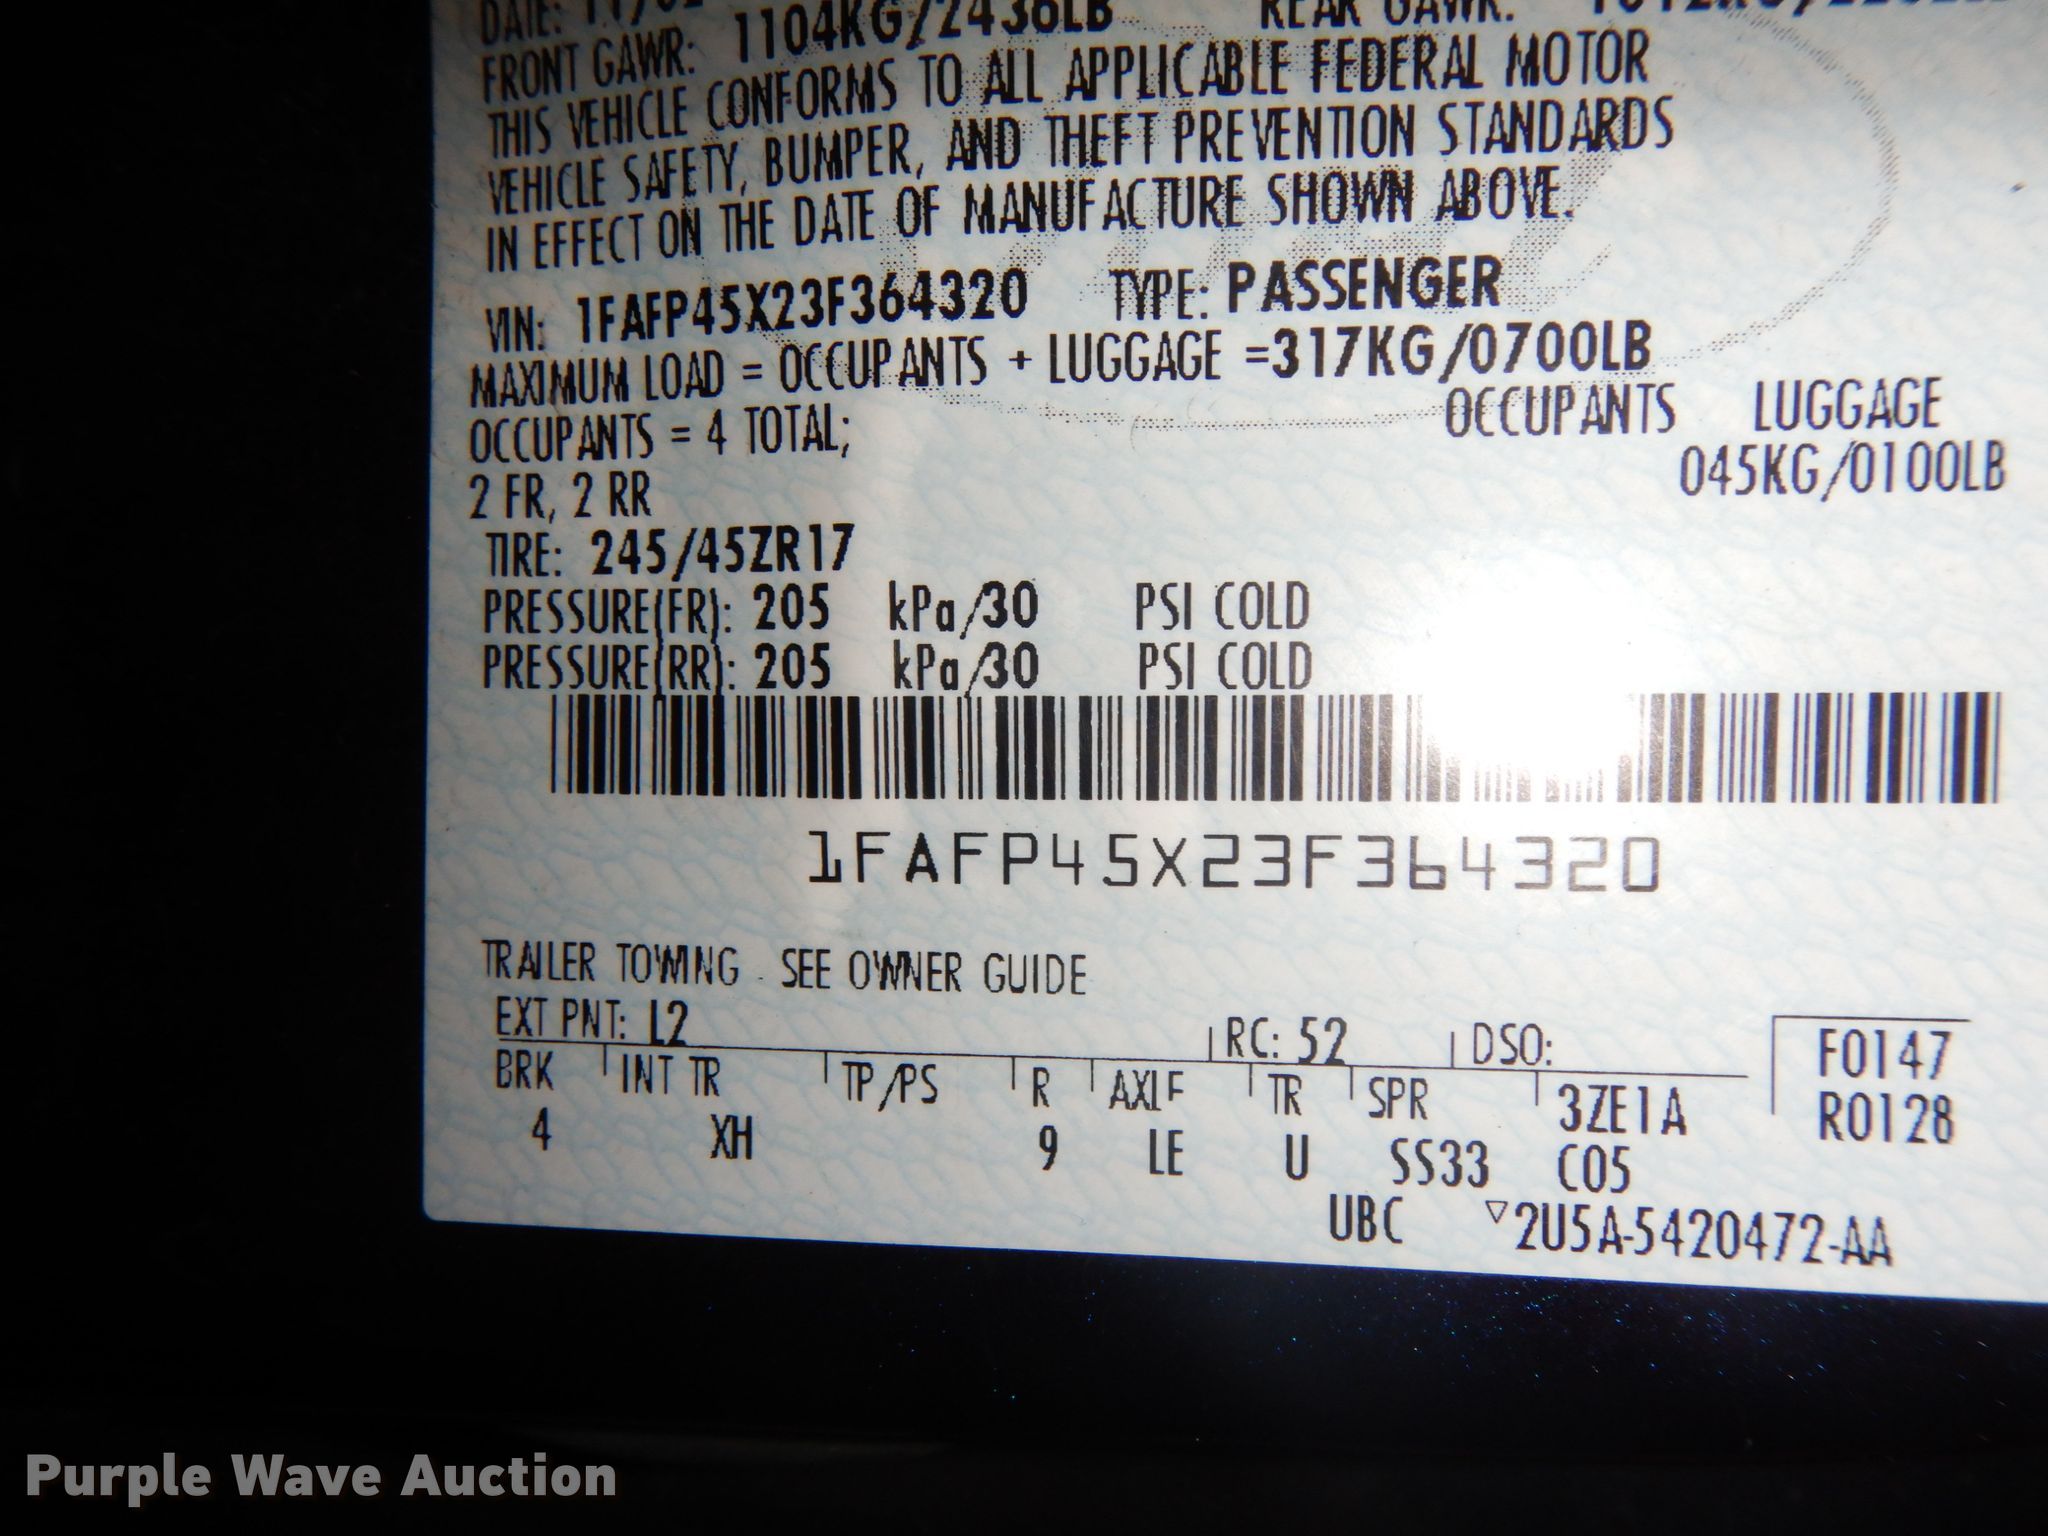 DATE:
FRONT GAWR: 1104KG/2436LB REAR GAWR:
THIS VEHICLE CONFORMS TO ALL APPLICABLE FEDERAL MOTOR
VEHICLE SAFETY, BUMPER, AND THEFT PREVENTION STANDARDS
IN EFFECT ON THE DATE OF MANUFACTURE SHOWN ABOVE.
VIN: 1FAFP45X23F364320 TYPE: PASSENGER
MAXIMUM LOAD = OCCUPANTS + LUGGAGE =317KG/0700LB
OCCUPANTS = 4 TOTAL; OCCUPANTS LUGGAGE
2 FR, 2 RR 045KG/0100LB
TIRE: 245/45ZR17
PRESSURE(FR): 205 kPa/30 PSI COLD
PRESSURE(RR): 205 kPa/30 PSI COLD
1FAFP45X23F364320
TRAILER TOWING - SEE OWNER GUIDE
EXT PNT: L2 RC: 52 DSO: F0147
BRK INT TR TP/PS R AXLE TR SPR 3ZE1A R0128
4 XH 9 LE U SS33 C05
UBC ▽2U5A-5420472-AA
Purple Wave Auction